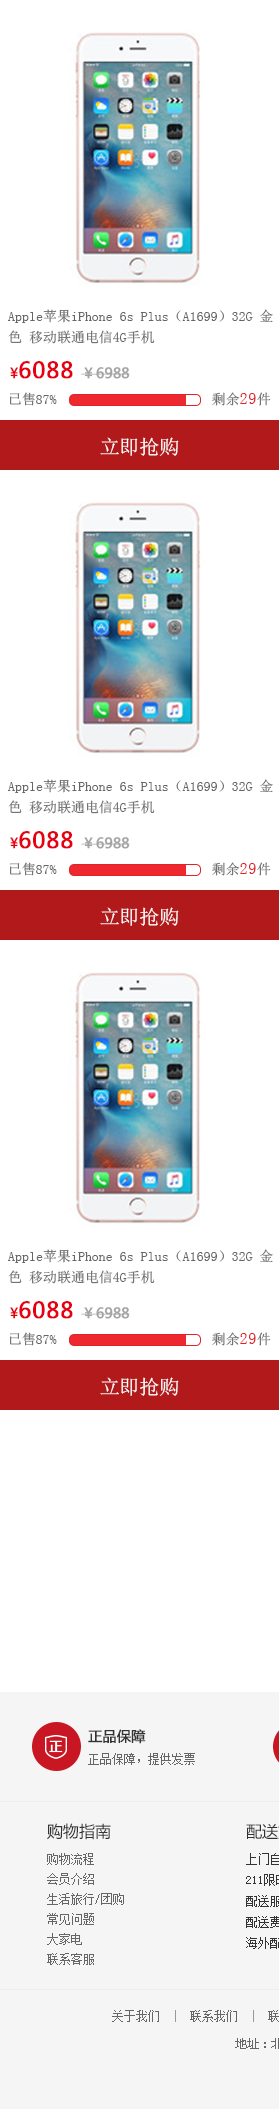 Apple苹果iPhone 6s Plus（A1699）32G 金
色 移动联通电信4G手机
¥6088 ¥6988
已售87% 剩余29件
立即抢购
Apple苹果iPhone 6s Plus（A1699）32G 金
色 移动联通电信4G手机
¥6088 ¥6988
已售87% 剩余29件
立即抢购
Apple苹果iPhone 6s Plus（A1699）32G 金
色 移动联通电信4G手机
¥6088 ¥6988
已售87% 剩余29件
立即抢购
正
正品保障
正品保障，提供发票
购物指南
购物流程
会员介绍
生活旅行/团购
常见问题
大家电
联系客服
配送
上门自
211限
配送服
配送费
海外配
关于我们 | 联系我们 | 联
地址：北